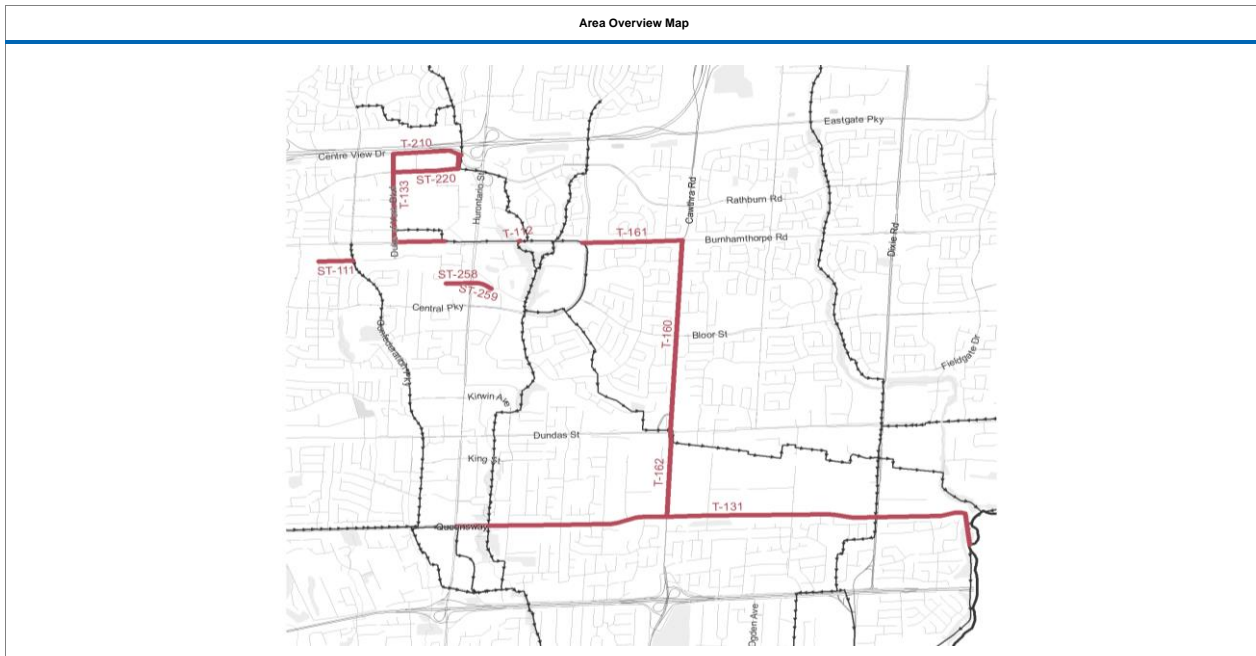 Area Overview Map
Eastgate Pky
T-210
Centre View Dr
ST-220
T-133
Hurontario St
Cawthra Rd
Rathburn Rd
T-112
T-161
Burnhamthorpe Rd
Dixie Rd
ST-111
ST-258
ST-259
Central Pky
Confederation Pky
T-160
Bloor St
Fieldgate Dr
Kirwin Ave
Dundas St
King St
T-162
T-131
Queensway
Ogden Ave